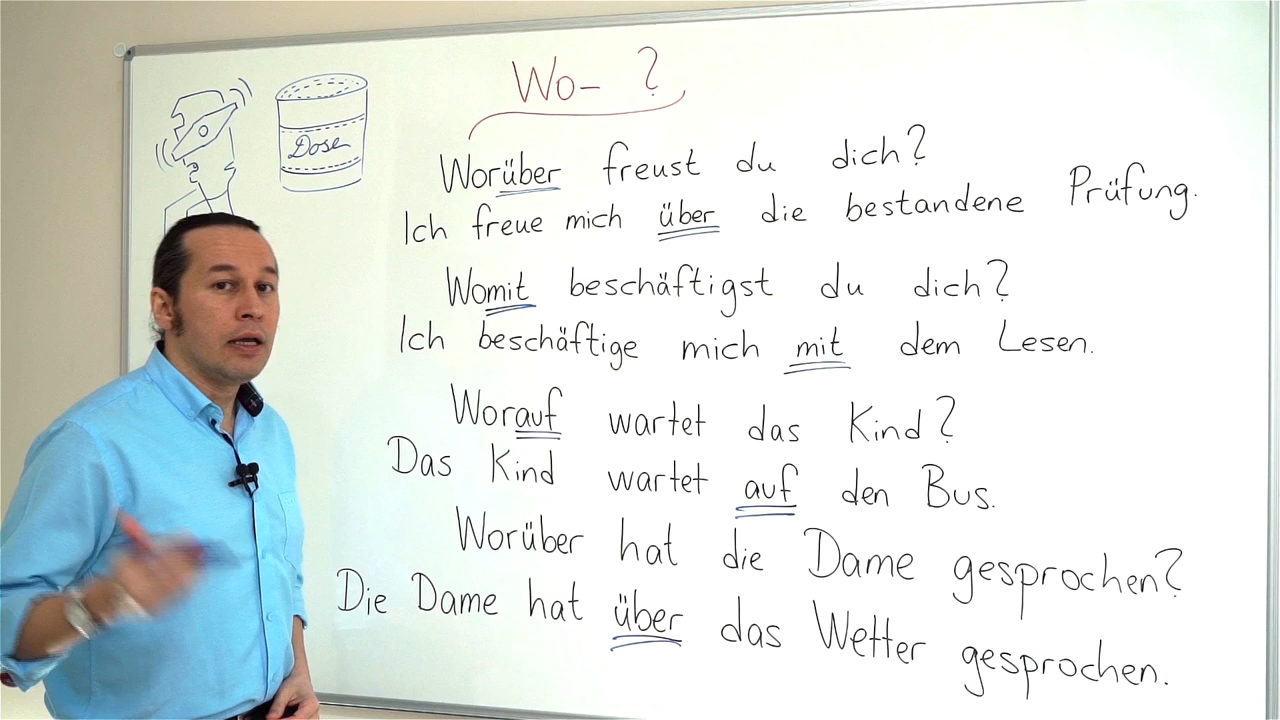 Wo- ?
Dose
Worüber freust du dich?
Ich freue mich über die bestandene Prüfung.
Womit beschäftigst du dich?
Ich beschäftige mich mit dem Lesen.
Worauf wartet das Kind?
Das Kind wartet auf den Bus.
Worüber hat die Dame gesprochen?
Die Dame hat über das Wetter gesprochen.